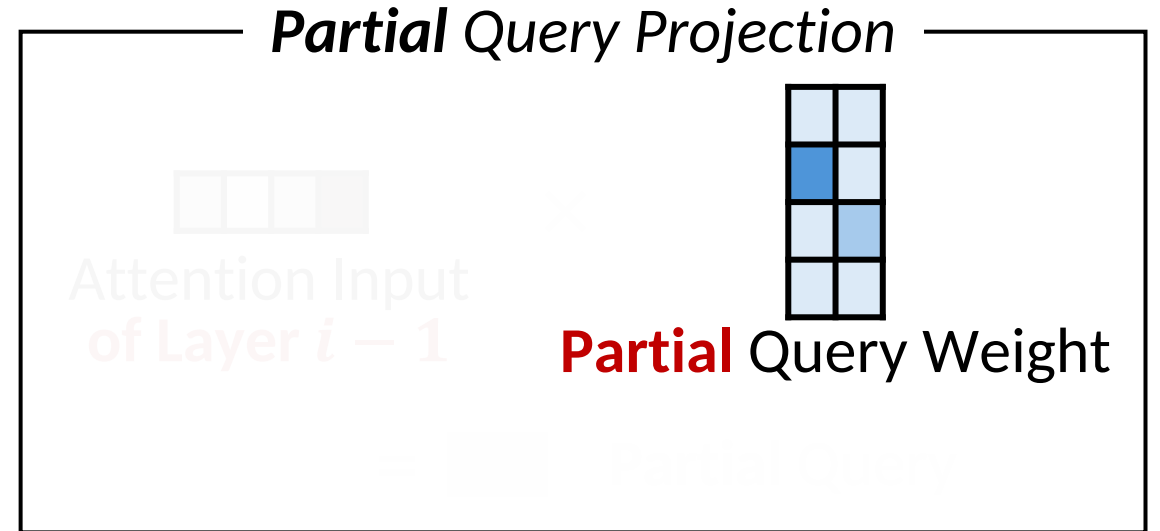 Partial Query Projection
×
Attention Input
of Layer i − 1
Partial Query Weight
= Partial Query